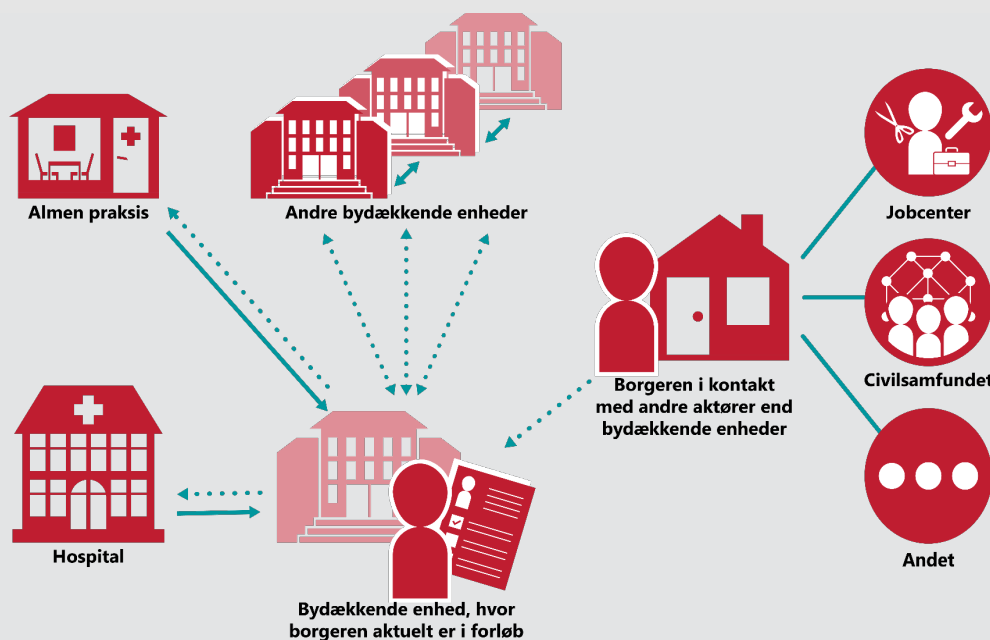 Almen praksis
Andre bydækkende enheder
Jobcenter
Borgeren i kontakt
med andre aktører end
bydækkende enheder
Civilsamfundet
Hospital
Andet
Bydækkende enhed, hvor
borgeren aktuelt er i forløb